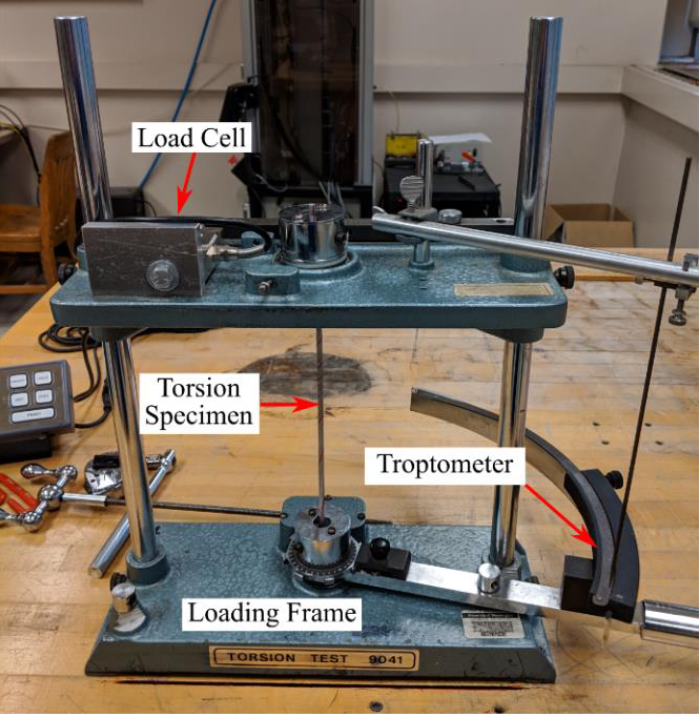 Load Cell
Torsion
Specimen
Troptometer
Loading Frame
TORSION TEST 9041